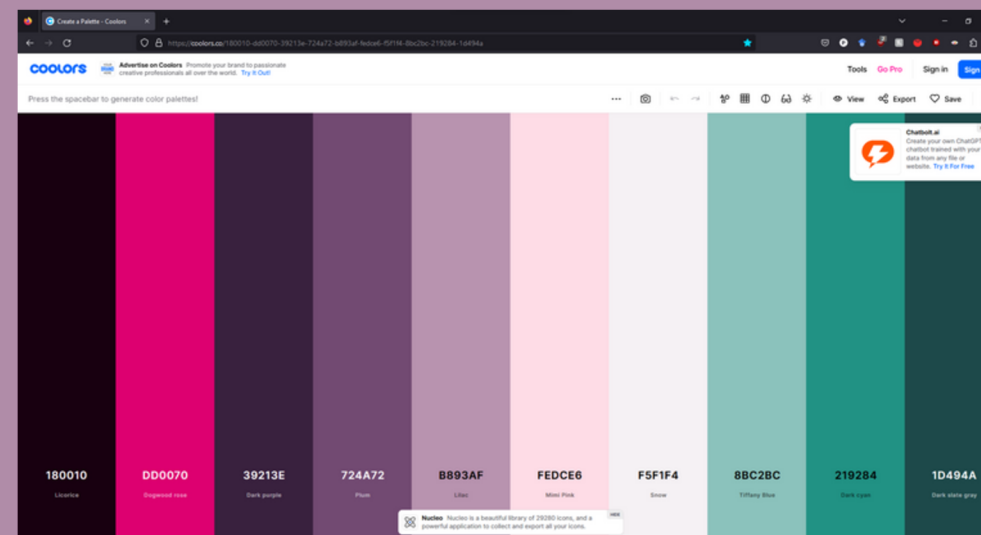 Create a Palette - Coolors
https://coolors.co/180010-dd0070-39213e-724a72-b893af-fedce6-f5f1f4-8bc2bc-219284-1d494a
coolors
Advertise on Coolors Promote your brand to passionate
creative professionals all over the world. Try It Out!
Tools Go Pro Sign in Sign
Press the spacebar to generate color palettes!
View Export Save
Chatbolt.ai
Create your own ChatGPT
chatbot trained with your
data from any file or
website. Try It For Free
180010 DD0070 39213E 724A72 B893AF FEDCE6 F5F1F4 8BC2BC 219284 1D494A
Licorice Dogwood rose Dark purple Plum Lilac Mimi Pink Snow Tiffany Blue Dark cyan Dark slate gray
Nucleo Nucleo is a beautiful library of 29280 icons, and a
powerful application to collect and export all your icons.
HIDE